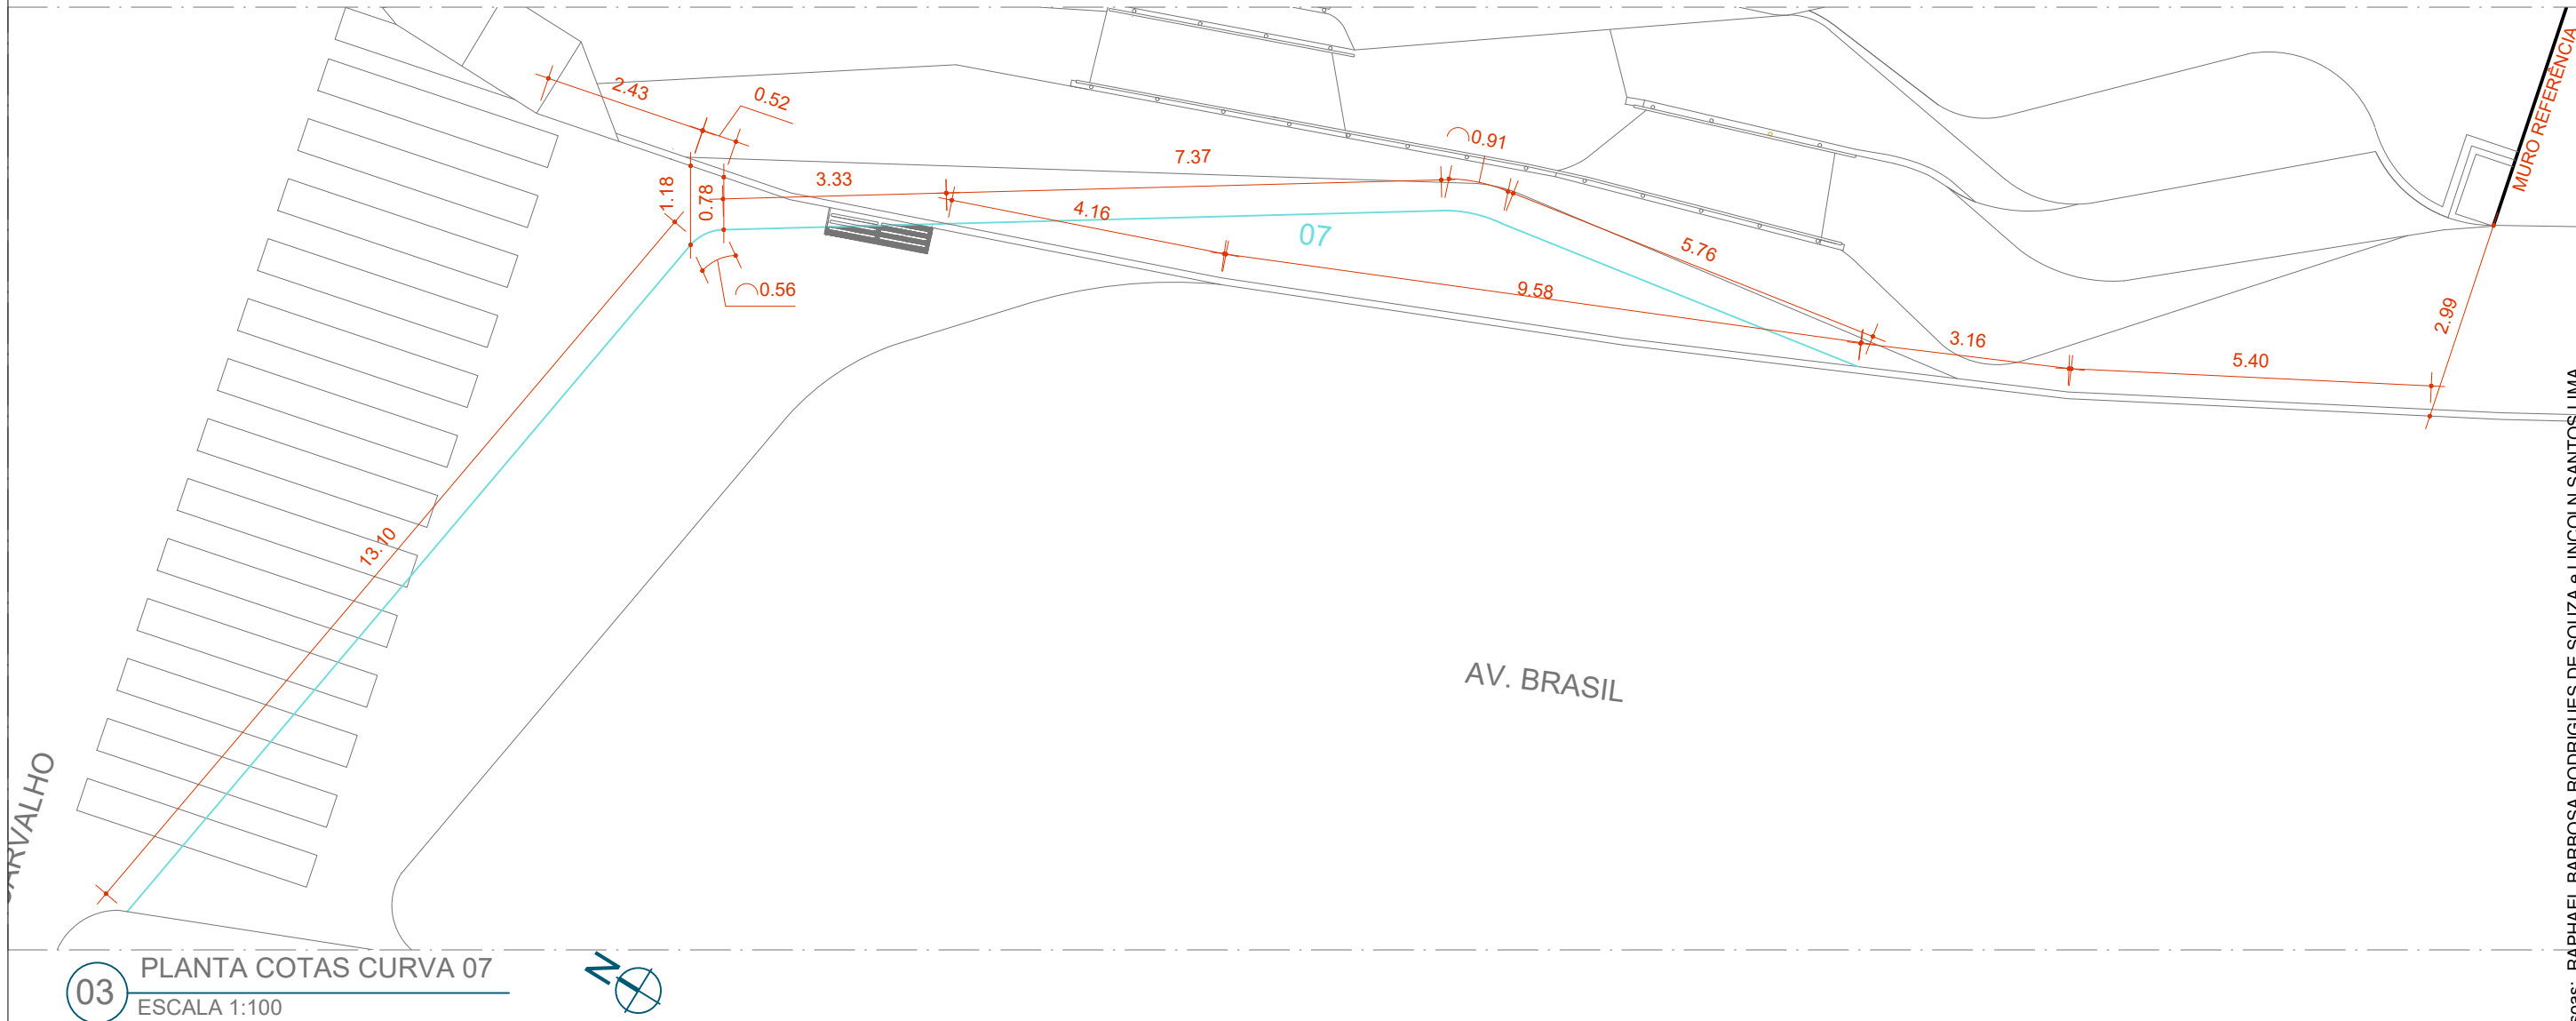 MURO REFERÊNCIA
2.43
0.52
0.91
7.37
3.33
1.18
0.78
4.16
07
5.76
0.56
9.58
2.99
3.16
5.40
13.10
AV. BRASIL
RAPHAEL BARBOSA RODRIGUES DE SOUZA e LINCOLN SANTOS LIMA
03
PLANTA COTAS CURVA 07
ESCALA 1:100
N